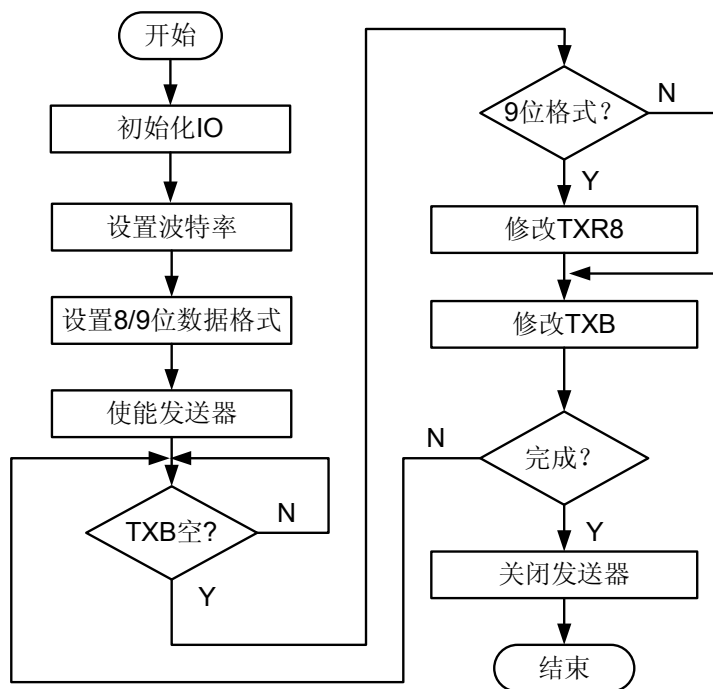 开始
初始化IO
设置波特率
设置8/9位数据格式
使能发送器
TXB空?
N
Y
9位格式?
N
Y
修改TXR8
修改TXB
完成?
N
Y
关闭发送器
结束